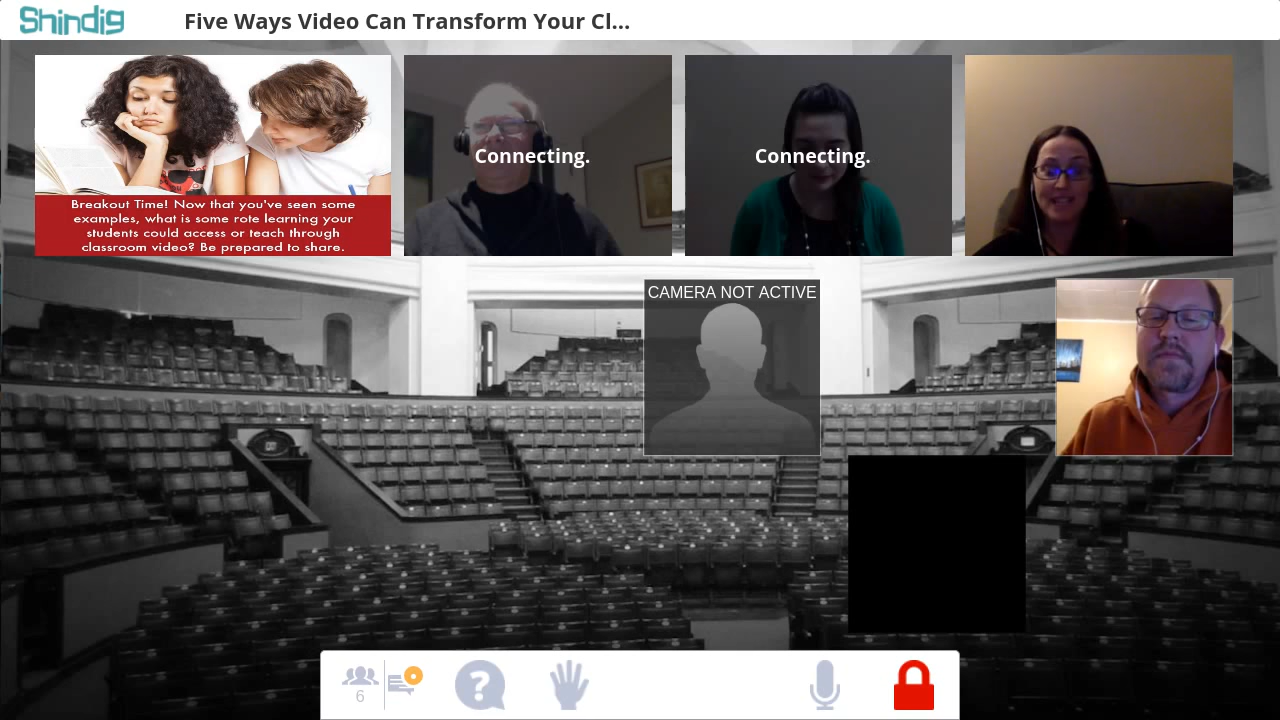 Shindig
Five Ways Video Can Transform Your Cl...
Breakout Time! Now that you've seen some
examples, what is some rote learning your
students could access or teach through
classroom video? Be prepared to share.
Connecting.
Connecting.
CAMERA NOT ACTIVE
6
?